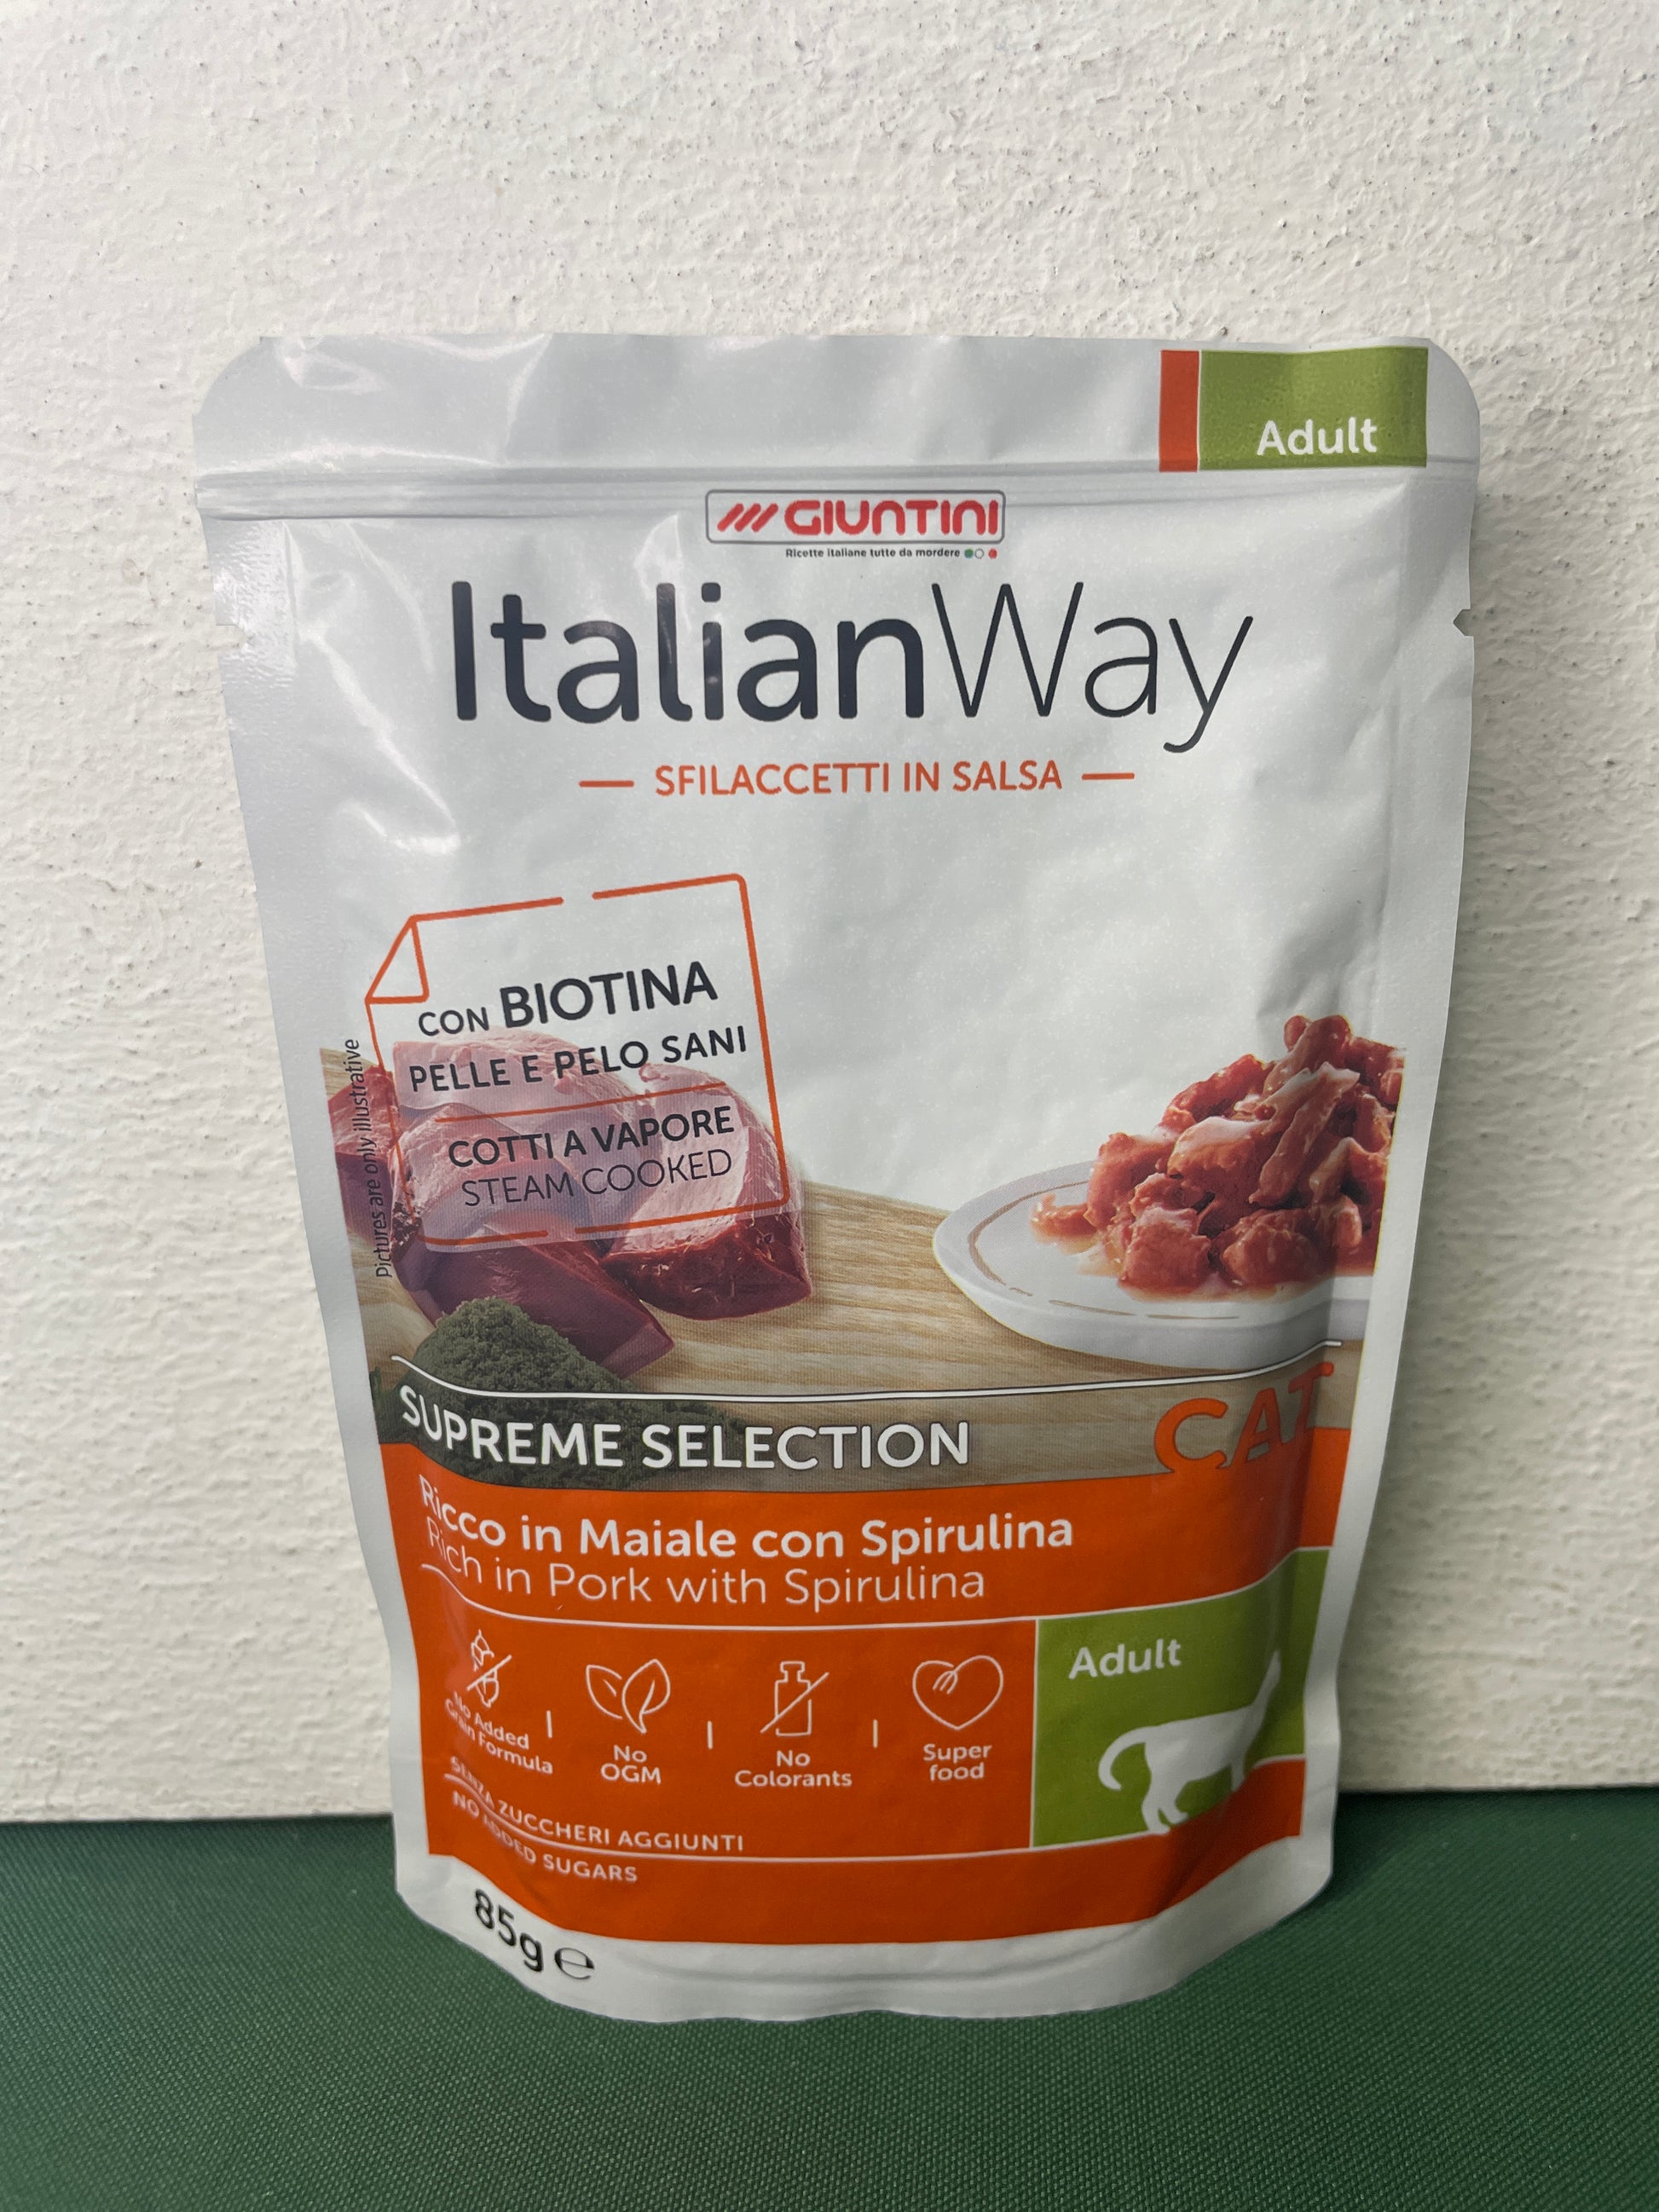 Adult
GIUNTINI
Ricette italiane tutte da mordere
ItalianWay
SFILACCETTI IN SALSA
CON BIOTINA
PELLE E PELO SANI
COTTI A VAPORE
STEAM COOKED
Pictures are only illustrative
SUPREME SELECTION
CAT
Ricco in Maiale con Spirulina
Rich in Pork with Spirulina
No Added
Grain Formula
No
OGM
No
Colorants
Super
food
Adult
SENZA ZUCCHERI AGGIUNTI
NO ADDED SUGARS
85g ℮